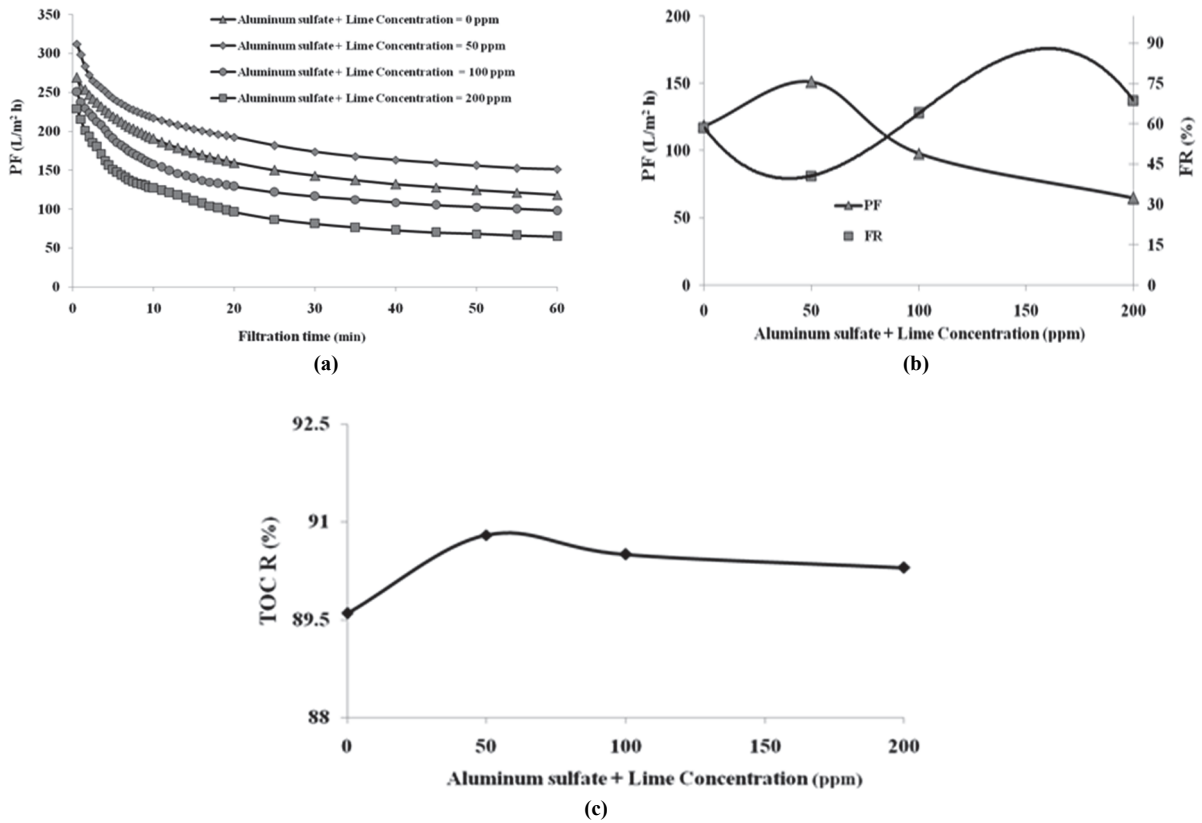 350
300
250
200
150
100
50
0
PF (L/m² h)
Aluminum sulfate + Lime Concentration = 0 ppm
Aluminum sulfate + Lime Concentration = 50 ppm
Aluminum sulfate + Lime Concentration = 100 ppm
Aluminum sulfate + Lime Concentration = 200 ppm
0 10 20 30 40 50 60
Filtration time (min)
(a)
200
150
100
50
0
PF (L/m² h)
90
75
60
45
30
15
0
FR (%)
PF
FR
0 50 100 150 200
Aluminum sulfate + Lime Concentration (ppm)
(b)
92.5
91
89.5
88
TOC R (%)
0 50 100 150 200
Aluminum sulfate + Lime Concentration (ppm)
(c)